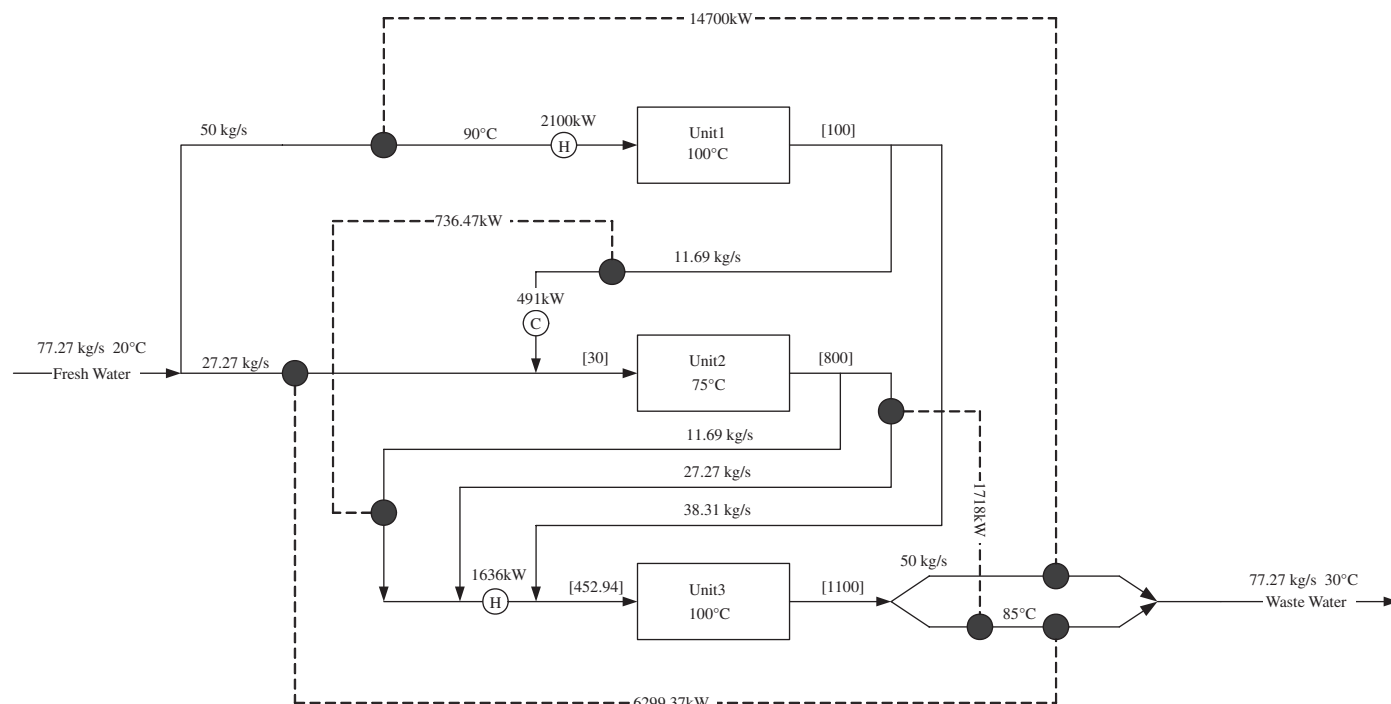 14700kW
50 kg/s
90°C
2100kW
H
Unit1
100°C
[100]
736.47kW
11.69 kg/s
491kW
C
77.27 kg/s 20°C
Fresh Water
27.27 kg/s
[30]
Unit2
75°C
[800]
11.69 kg/s
27.27 kg/s
1718kW
38.31 kg/s
1636kW
H
[452.94]
Unit3
100°C
[1100]
50 kg/s
85°C
77.27 kg/s 30°C
Waste Water
6299.37kW